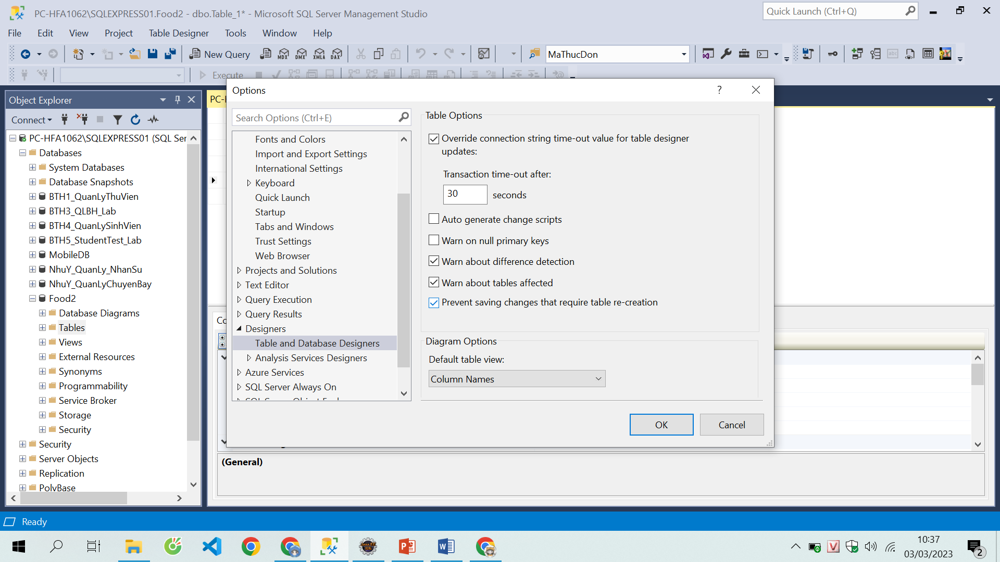 PC-HFA1062\SQLEXPRESS01.Food2 - dbo.Table_1* - Microsoft SQL Server Management Studio
Quick Launch (Ctrl+Q)
File Edit View Project Table Designer Tools Window Help
New Query
MDX DMX XMLA DAX
MaThucDon
abc
Execute
Object Explorer
PC-H
Connect
PC-HFA1062\SQLEXPRESS01 (SQL Ser
Databases
System Databases
Database Snapshots
BTH1_QuanLyThuVien
BTH3_QLBH_Lab
BTH4_QuanLySinhVien
BTH5_StudentTest_Lab
MobileDB
NhuY_QuanLy_NhanSu
NhuY_QuanLyChuyenBay
Food2
Database Diagrams
Tables
Views
External Resources
Synonyms
Programmability
Service Broker
Storage
Security
Security
Server Objects
Replication
PolyBase
Options
?
Search Options (Ctrl+E)
Fonts and Colors
Import and Export Settings
International Settings
Keyboard
Quick Launch
Startup
Tabs and Windows
Trust Settings
Web Browser
Projects and Solutions
Text Editor
Query Execution
Query Results
Designers
Table and Database Designers
Analysis Services Designers
Azure Services
SQL Server Always On
Table Options
Override connection string time-out value for table designer
updates:
Transaction time-out after:
30 seconds
Auto generate change scripts
Warn on null primary keys
Warn about difference detection
Warn about tables affected
Prevent saving changes that require table re-creation
Diagram Options
Default table view:
Column Names
OK Cancel
Co
(General)
Ready
10:37
03/03/2023
2